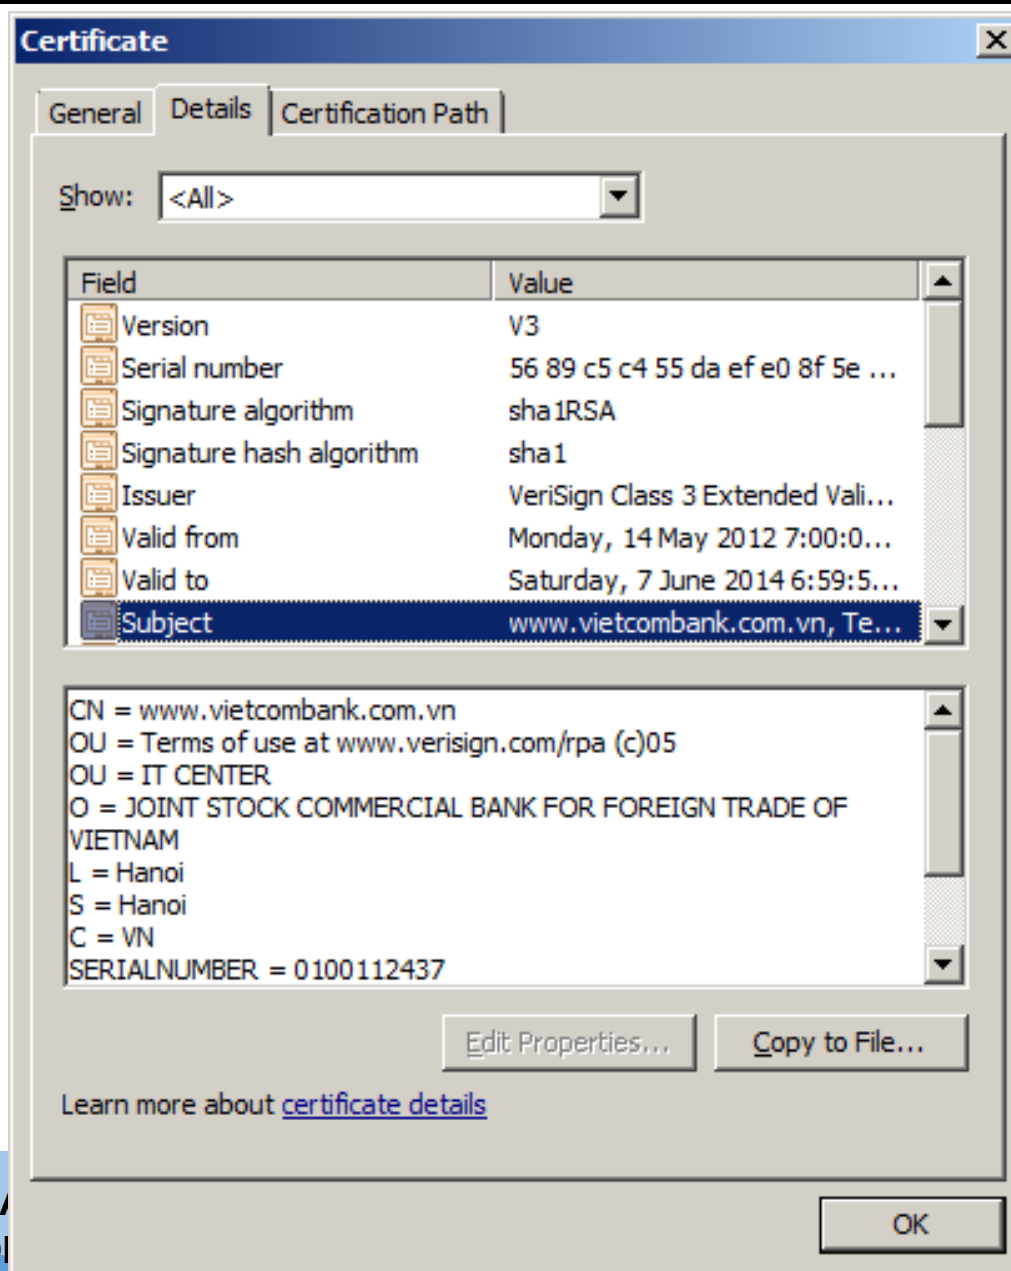 Certificate
General Details Certification Path
Show: <All>
Field Value
Version V3
Serial number 56 89 c5 c4 55 da ef e0 8f 5e ...
Signature algorithm sha1RSA
Signature hash algorithm sha1
Issuer VeriSign Class 3 Extended Vali...
Valid from Monday, 14 May 2012 7:00:0...
Valid to Saturday, 7 June 2014 6:59:5...
Subject www.vietcombank.com.vn, Te...
CN = www.vietcombank.com.vn
OU = Terms of use at www.verisign.com/rpa (c)05
OU = IT CENTER
O = JOINT STOCK COMMERCIAL BANK FOR FOREIGN TRADE OF
VIETNAM
L = Hanoi
S = Hanoi
C = VN
SERIALNUMBER = 0100112437
Edit Properties... Copy to File...
Learn more about certificate details
OK